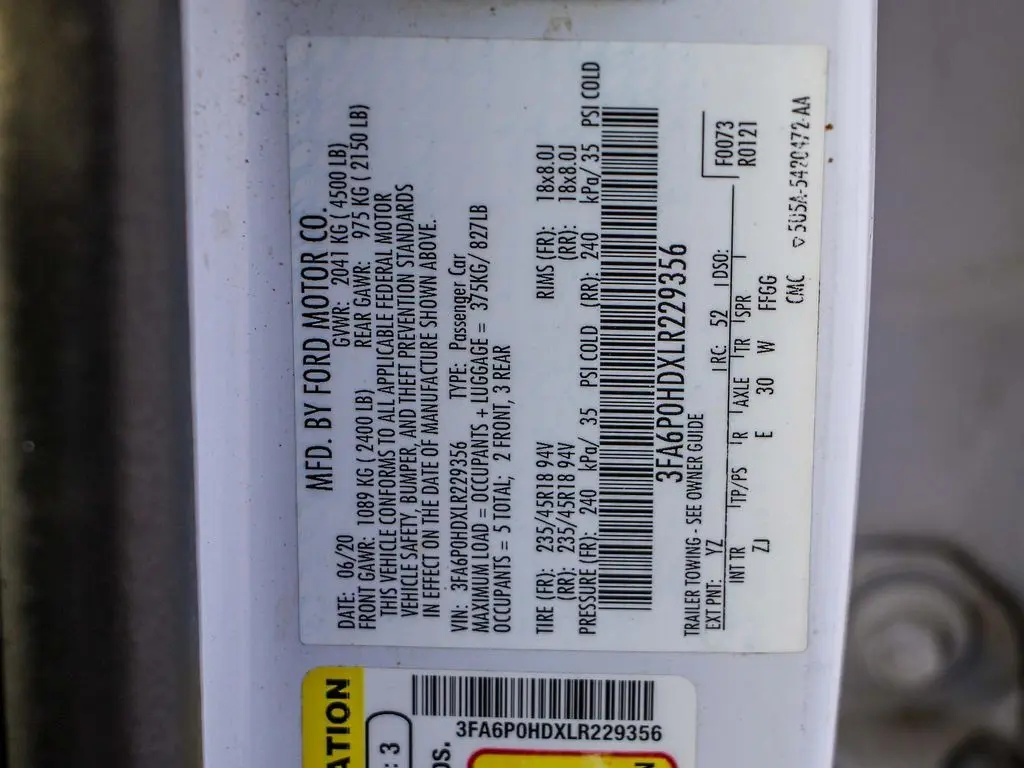 MFD. BY FORD MOTOR CO.
DATE: 06/20 GVWR: 2041 KG ( 4500 LB)
FRONT GAWR: 1089 KG ( 2400 LB) REAR GAWR: 975 KG ( 2150 LB)
THIS VEHICLE CONFORMS TO ALL APPLICABLE FEDERAL MOTOR
VEHICLE SAFETY, BUMPER, AND THEFT PREVENTION STANDARDS
IN EFFECT ON THE DATE OF MANUFACTURE SHOWN ABOVE.
VIN: 3FA6P0HDXLR229356 TYPE: Passenger Car
MAXIMUM LOAD = OCCUPANTS + LUGGAGE = 375KG/ 827LB
OCCUPANTS = 5 TOTAL; 2 FRONT, 3 REAR
TIRE (FR): 235/45R18 94V RIMS (FR): 18x8.0J
(RR): 235/45R18 94V (RR): 18x8.0J
PRESSURE (FR): 240 kPa/ 35 PSI COLD (RR): 240 kPa/ 35 PSI COLD
3FA6P0HDXLR229356
TRAILER TOWING - SEE OWNER GUIDE
F0073
R0121
EXT PNT: YZ RC: 52 DSO:
INT TR TP/PS R AXLE TR SPR
ZJ E 30 W FFGG
CMC 5U5A-5420472-AA
ATION
: 3
OS.
3FA6P0HDXLR229356
N